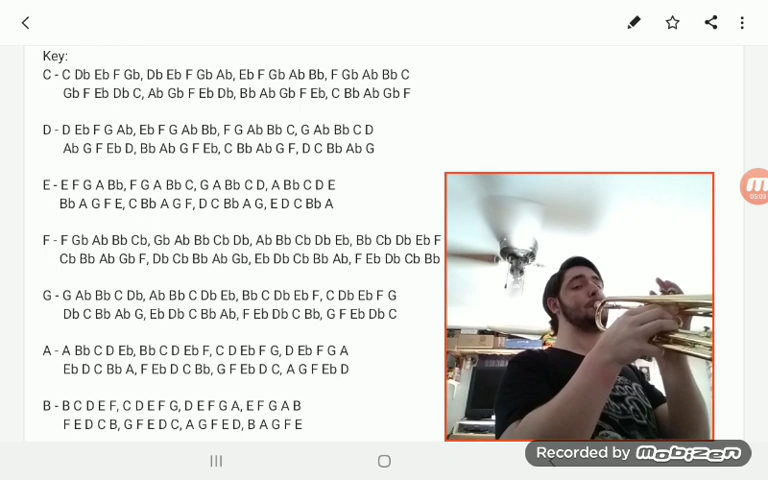 Key:
C - C Db Eb F Gb, Db Eb F Gb Ab, Eb F Gb Ab Bb, F Gb Ab Bb C
Gb F Eb Db C, Ab Gb F Eb Db, Bb Ab Gb F Eb, C Bb Ab Gb F
D - D Eb F G Ab, Eb F G Ab Bb, F G Ab Bb C, G Ab Bb C D
Ab G F Eb D, Bb Ab G F Eb, C Bb Ab G F, D C Bb Ab G
E - E F G A Bb, F G A Bb C, G A Bb C D, A Bb C D E
Bb A G F E, C Bb A G F, D C Bb A G, E D C Bb A
F - F Gb Ab Bb Cb, Gb Ab Bb Cb Db, Ab Bb Cb Db Eb, Bb Cb Db Eb F
Cb Bb Ab Gb F, Db Cb Bb Ab Gb, Eb Db Cb Bb Ab, F Eb Db Cb Bb
G - G Ab Bb C Db, Ab Bb C Db Eb, Bb C Db Eb F, C Db Eb F G
Db C Bb Ab G, Eb Db C Bb Ab, F Eb Db C Bb, G F Eb Db C
A - A Bb C D Eb, Bb C D Eb F, C D Eb F G, D Eb F G A
Eb D C Bb A, F Eb D C Bb, G F Eb D C, A G F Eb D
B - B C D E F, C D E F G, D E F G A, E F G A B
F E D C B, G F E D C, A G F E D, B A G F E
00:03
Recorded by mobizen